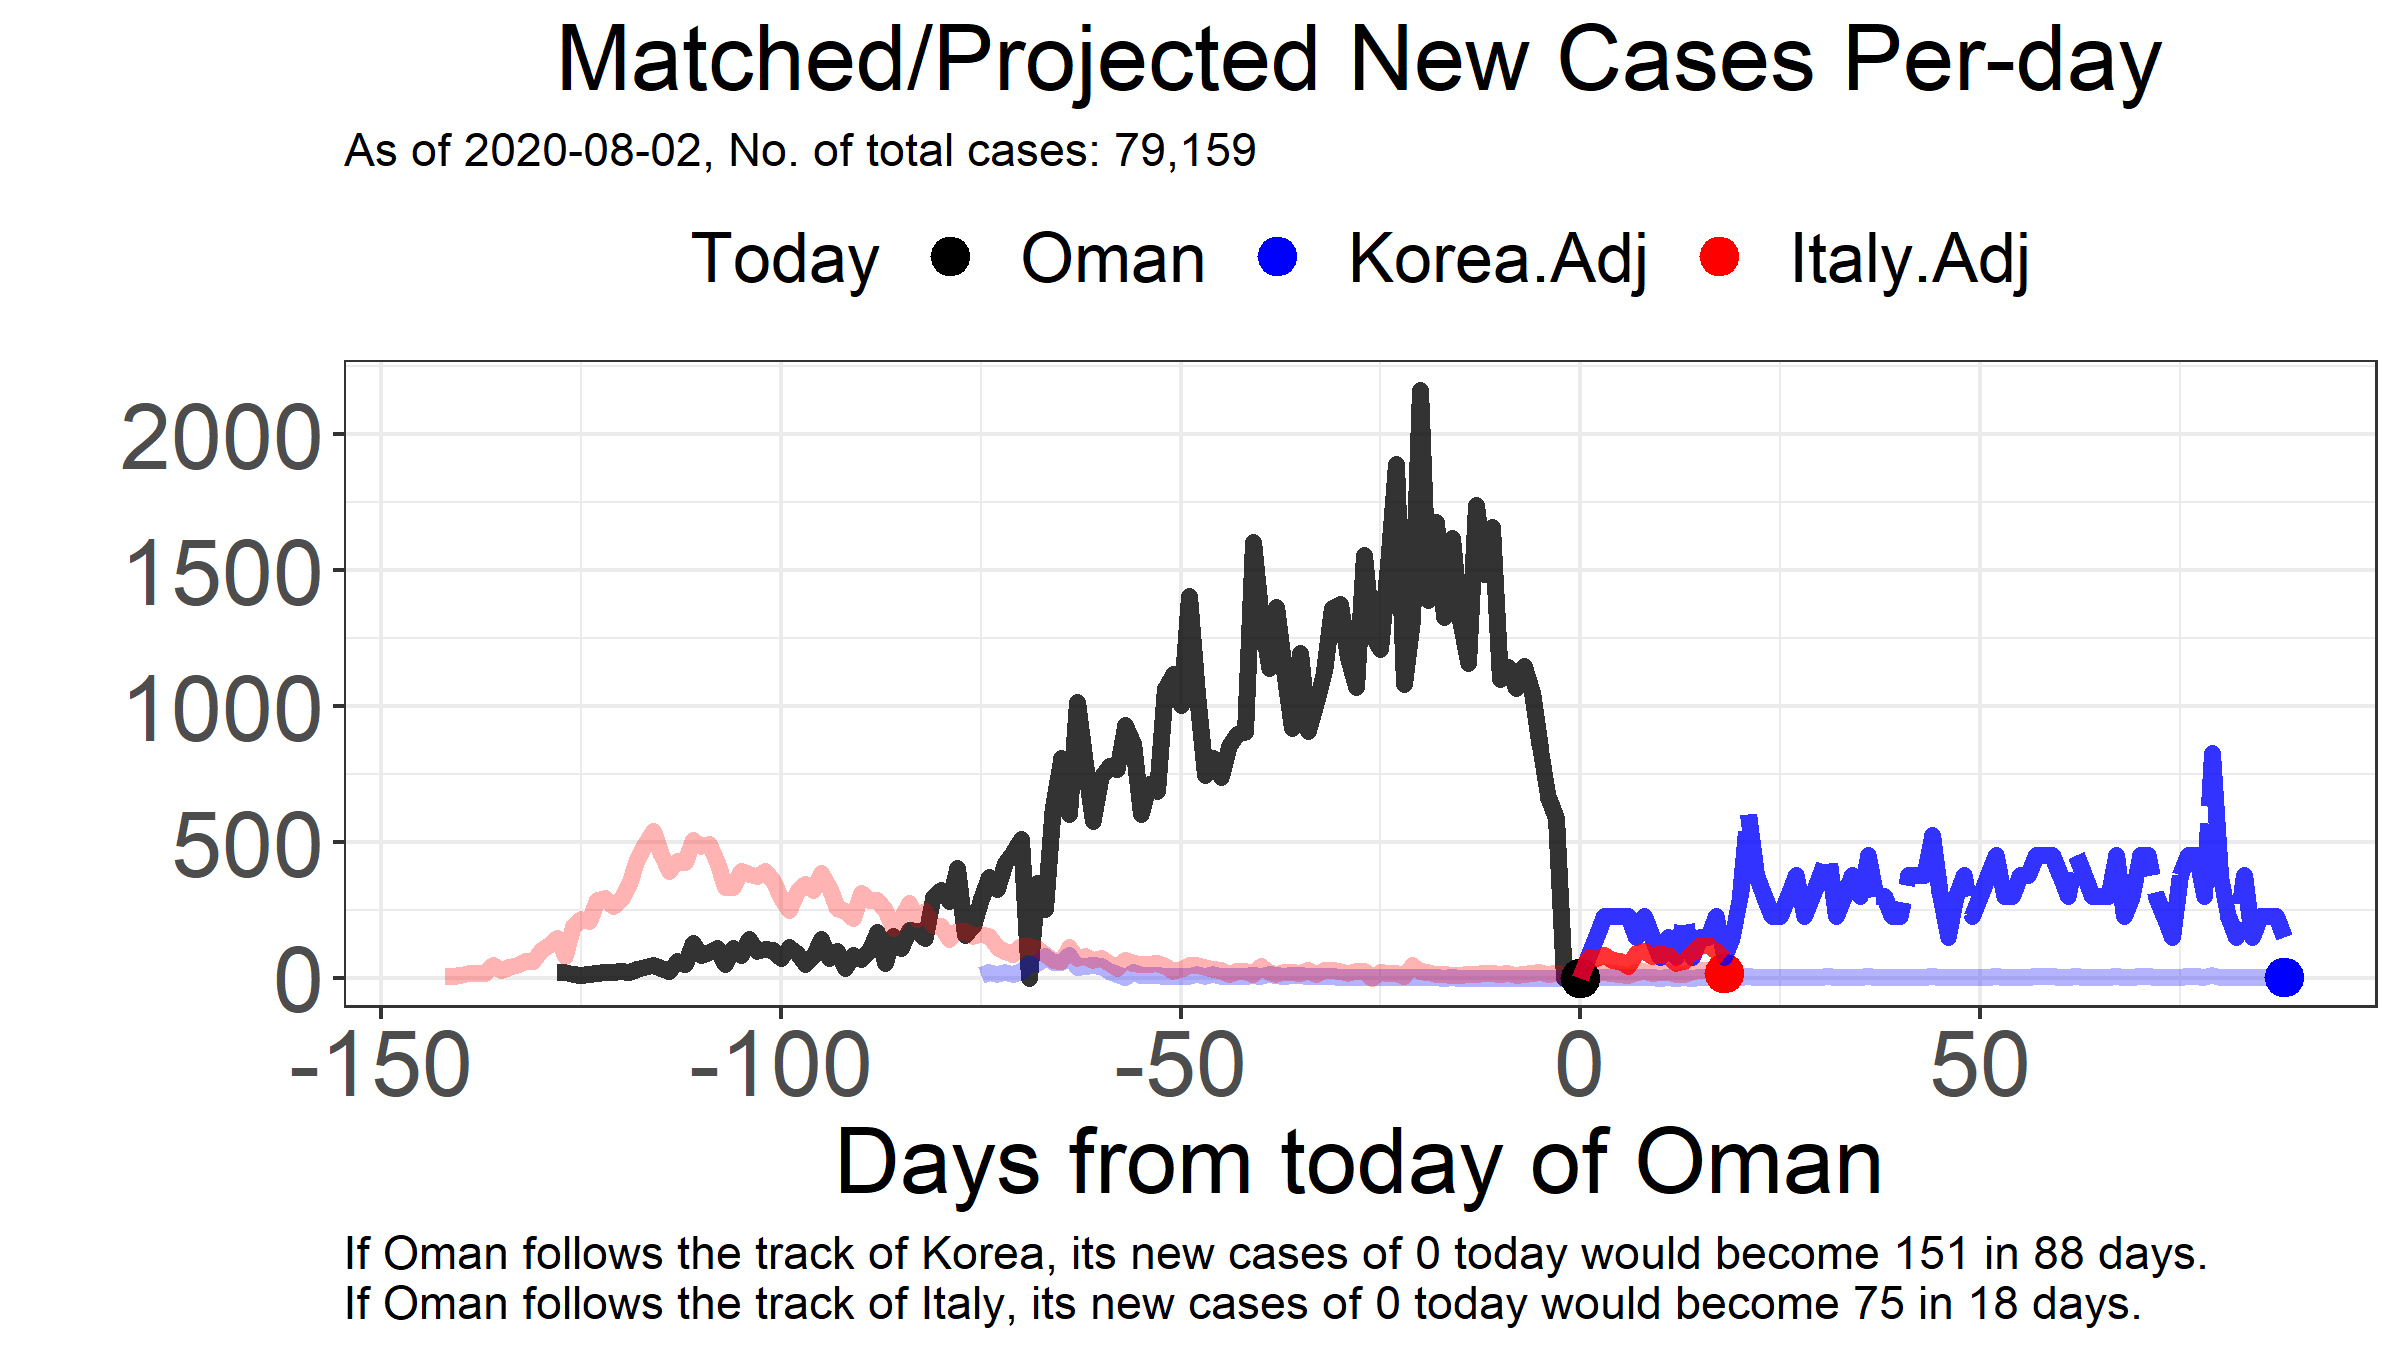 Matched/Projected New Cases Per-day
As of 2020-08-02, No. of total cases: 79,159
Today Oman Korea.Adj Italy.Adj
2000
1500
1000
500
0
-150 -100 -50 0 50
Days from today of Oman
If Oman follows the track of Korea, its new cases of 0 today would become 151 in 88 days.
If Oman follows the track of Italy, its new cases of 0 today would become 75 in 18 days.